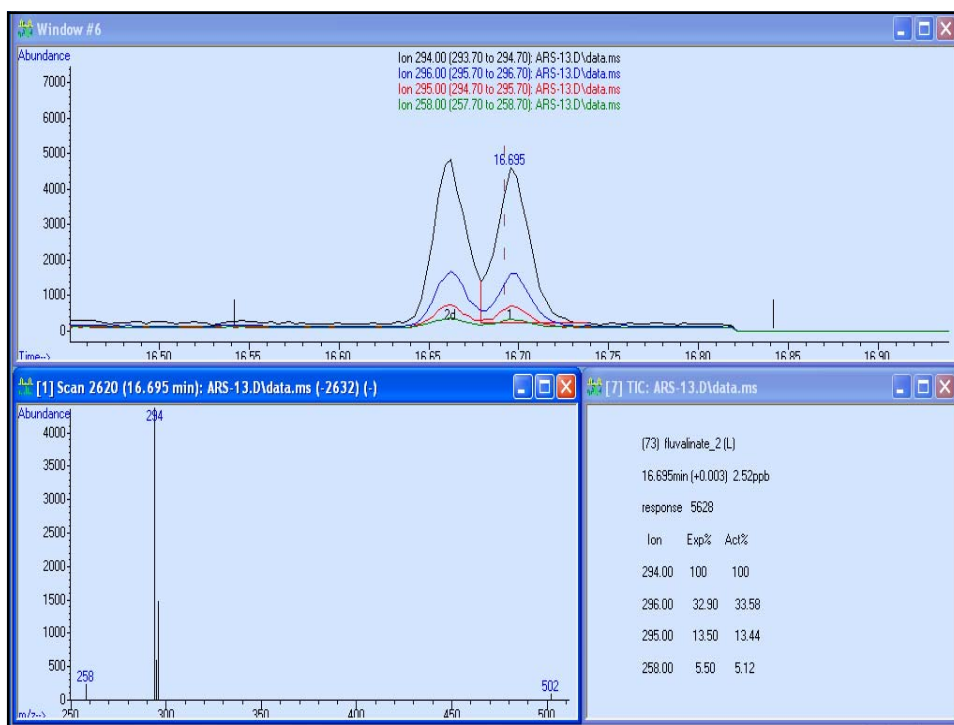 Window #6
Abundance
Ion 294.00 (293.70 to 294.70): ARS-13.D\data.ms
Ion 296.00 (295.70 to 296.70): ARS-13.D\data.ms
Ion 295.00 (294.70 to 295.70): ARS-13.D\data.ms
Ion 258.00 (257.70 to 258.70): ARS-13.D\data.ms
7000
6000
5000
4000
3000
2000
1000
0
16.695
2d
1
Time-->
16.50 16.55 16.60 16.65 16.70 16.75 16.80 16.85 16.90
[1] Scan 2620 (16.695 min): ARS-13.D\data.ms (-2632) (-)
Abundance
294
4000
3500
3000
2500
2000
1500
1000
500
0
258
502
m/z-->
250 300 350 400 450 500
[7] TIC: ARS-13.D\data.ms
(73) fluvalinate_2 (L)
16.695min (+0.003) 2.52ppb
response 5628
Ion Exp% Act%
294.00 100 100
296.00 32.90 33.58
295.00 13.50 13.44
258.00 5.50 5.12